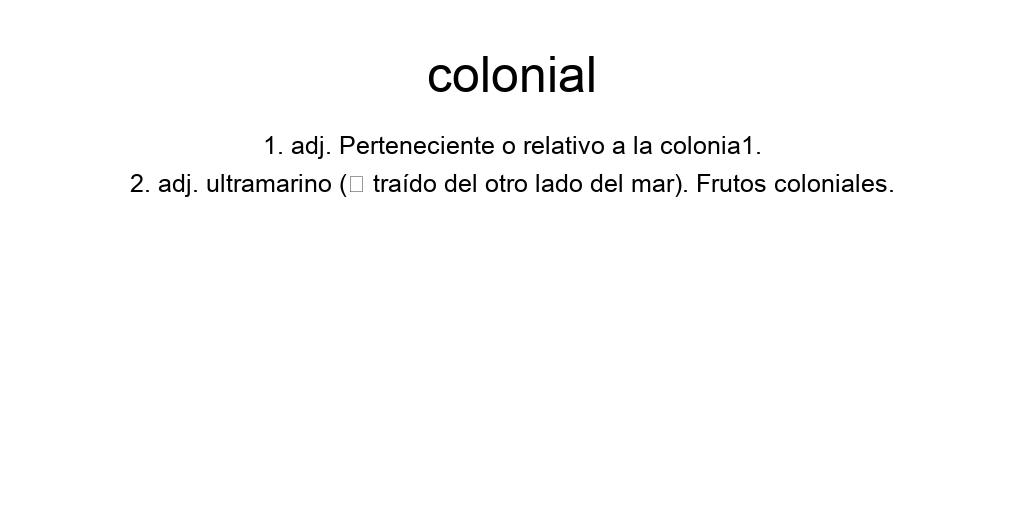 colonial
1. adj. Perteneciente o relativo a la colonia1.
2. adj. ultramarino (□ traído del otro lado del mar). Frutos coloniales.